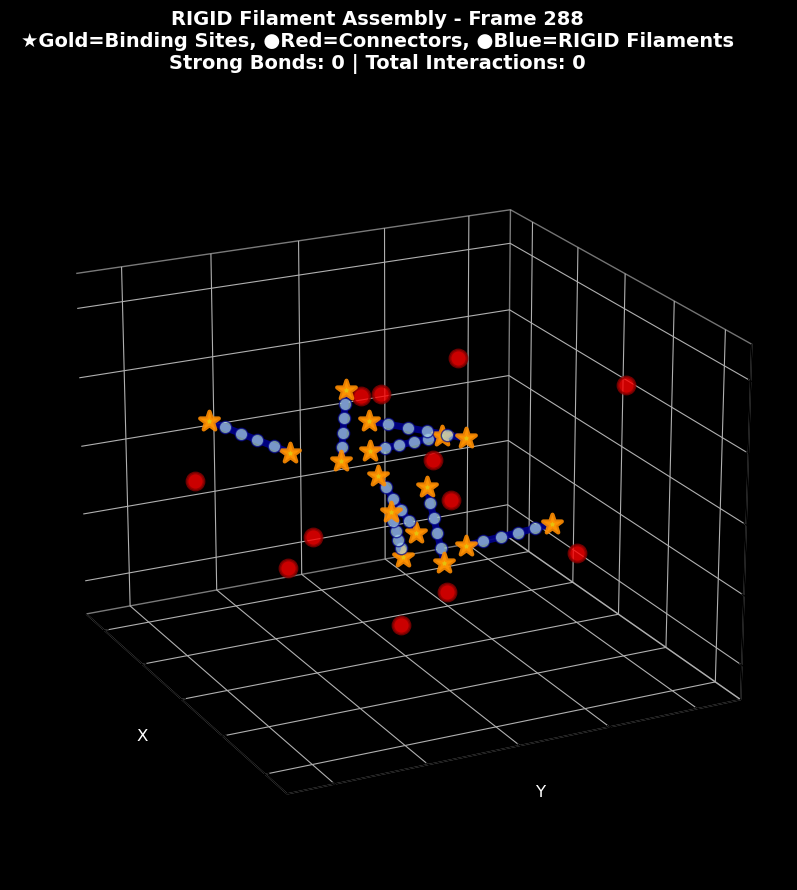 RIGID Filament Assembly - Frame 288
★Gold=Binding Sites, ●Red=Connectors, ●Blue=RIGID Filaments
Strong Bonds: 0 | Total Interactions: 0
X
Y